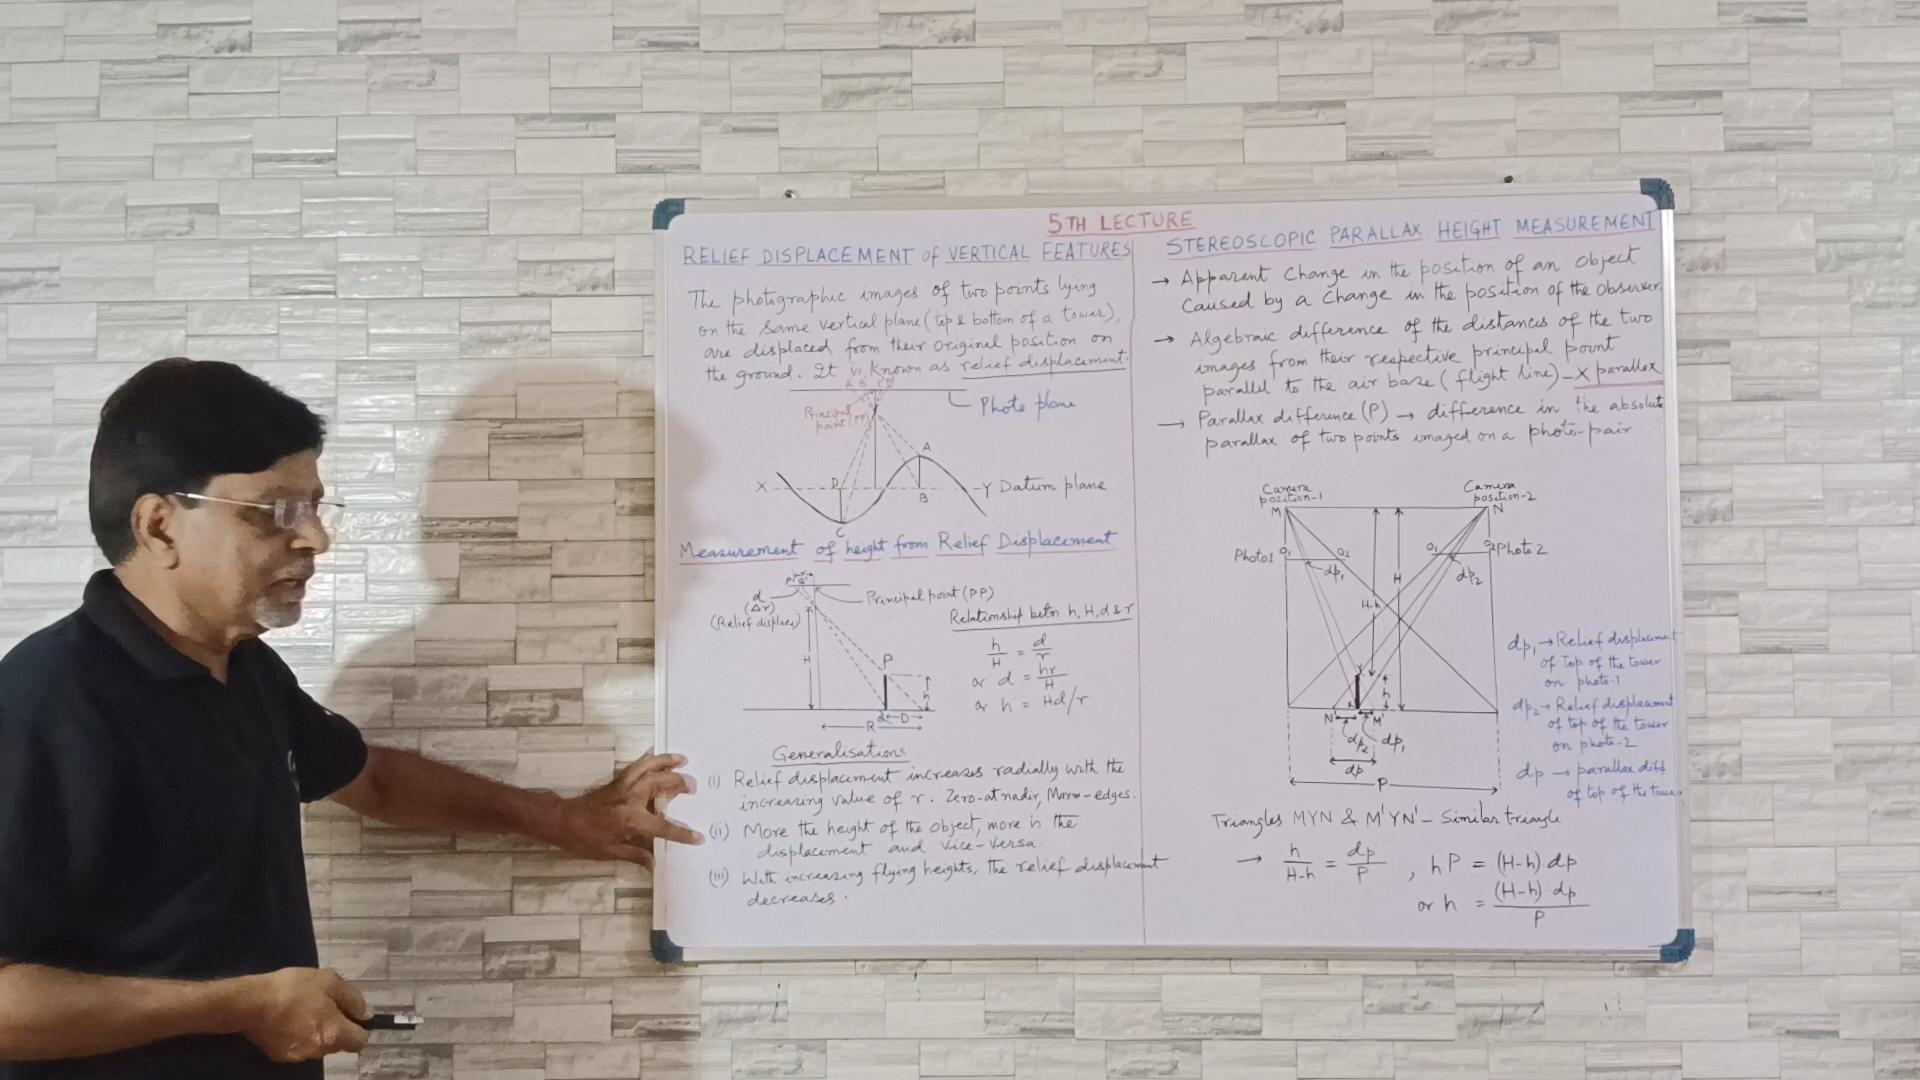 5TH LECTURE
RELIEF DISPLACEMENT of VERTICAL FEATURES
The photographic images of two points lying
on the same vertical plane (top & bottom of a tower),
are displaced from their original position on
the ground. It is known as relief displacement.
Principal
point (PP)
Photo plane
A
X
D
B
Y Datum plane
C
Measurement of height from Relief Displacement
d
(Δr)
(Relief displace)
Principal point (PP)
H
P
h
D
R
Relationship betn h, H, d & r
h/H = d/r
or d = hr/H
or h = Hd/r
Generalisations
(i) Relief displacement increases radially with the
increasing value of r. Zero-at nadir, Maxm-edges.
(ii) More the height of the object, more is the
displacement and vice-versa.
(iii) With increasing flying heights, the relief displacement
decreases.
STEREOSCOPIC PARALLAX HEIGHT MEASUREMENT
→ Apparent change in the position of an object
caused by a change in the position of the observer.
→ Algebraic difference of the distances of the two
images from their respective principal point
parallel to the air base (flight line) – X parallax
→ Parallax difference (P) → difference in the absolute
parallax of two points imaged on a photo-pair
Camera
position-1
M
Camera
position-2
N
Photo 1
O1
O2
dp1
O1
O2
Photo 2
dp2
H
H-h
Y
h
N'
M'
dp2
dp1
dp
P
dp1 → Relief displacement
of top of the tower
on photo-1
dp2 → Relief displacement
of top of the tower
on photo-2
dp → parallax diff
of top of the tower
Triangles MYN & M'YN' – Similar triangle
→ h/H-h = dp/P , hP = (H-h).dp
or h = (H-h).dp/P